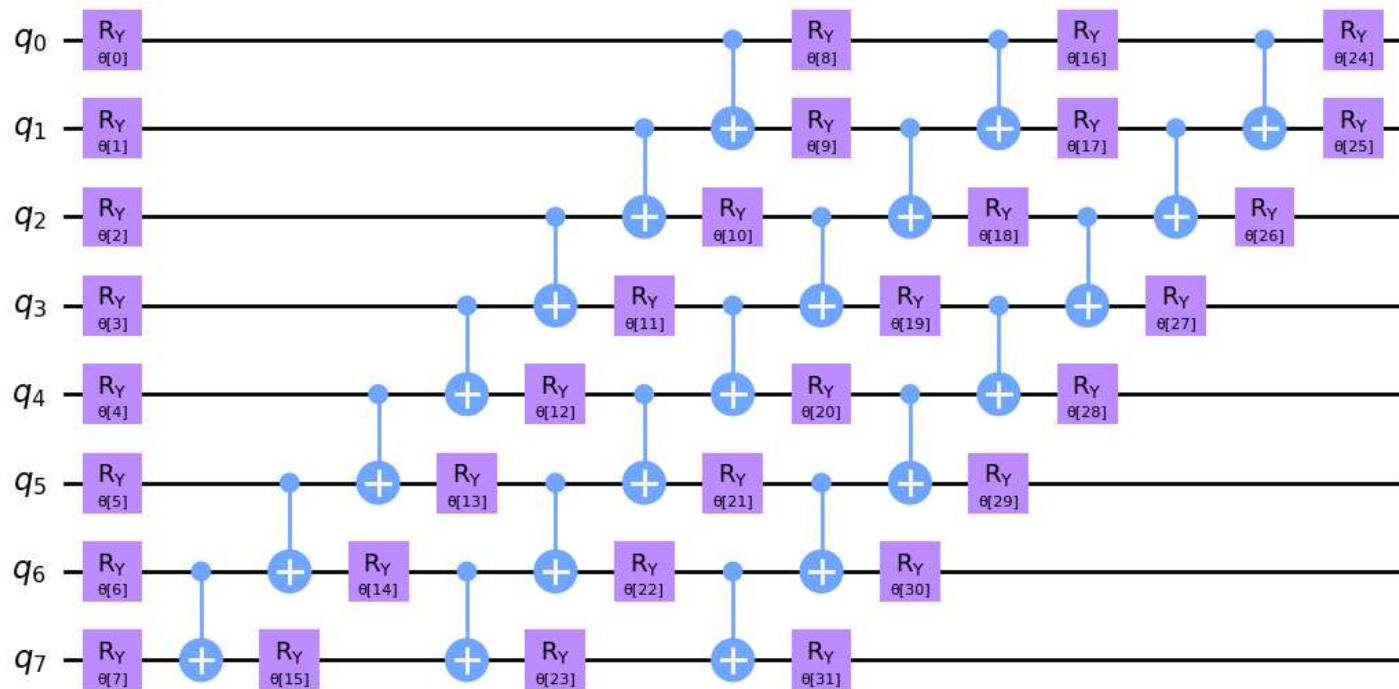 q0 RY θ[0] RY θ[8] RY θ[16] RY θ[24]
q1 RY θ[1] RY θ[9] RY θ[17] RY θ[25]
q2 RY θ[2] RY θ[10] RY θ[18] RY θ[26]
q3 RY θ[3] RY θ[11] RY θ[19] RY θ[27]
q4 RY θ[4] RY θ[12] RY θ[20] RY θ[28]
q5 RY θ[5] RY θ[13] RY θ[21] RY θ[29]
q6 RY θ[6] RY θ[14] RY θ[22] RY θ[30]
q7 RY θ[7] RY θ[15] RY θ[23] RY θ[31]